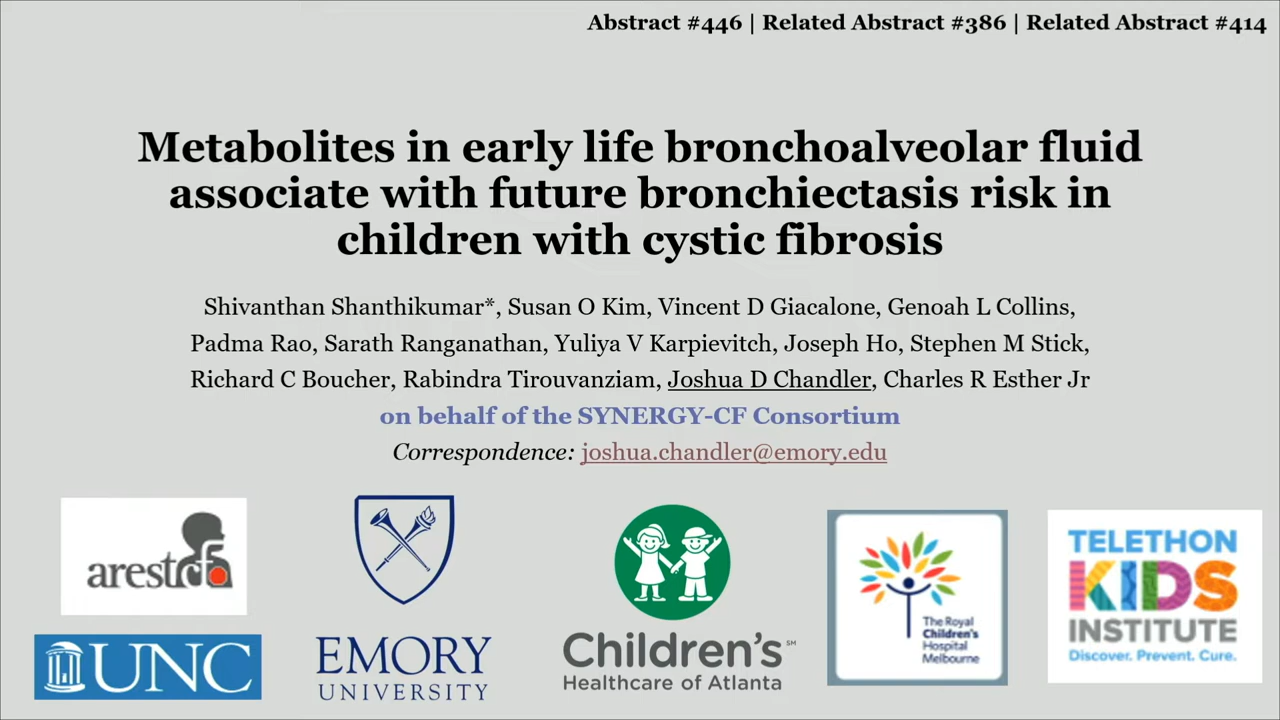 Abstract #446 | Related Abstract #386 | Related Abstract #414
Metabolites in early life bronchoalveolar fluid
associate with future bronchiectasis risk in
children with cystic fibrosis
Shivanthan Shanthikumar*, Susan O Kim, Vincent D Giacalone, Genoah L Collins,
Padma Rao, Sarath Ranganathan, Yuliya V Karpievitch, Joseph Ho, Stephen M Stick,
Richard C Boucher, Rabindra Tirouvanziam, Joshua D Chandler, Charles R Esther Jr
on behalf of the SYNERGY-CF Consortium
Correspondence: joshua.chandler@emory.edu
arestcf
UNC
EMORY
UNIVERSITY
Children's℠
Healthcare of Atlanta
The Royal
Children's
Hospital
Melbourne
TELETHON
KIDS
INSTITUTE
Discover. Prevent. Cure.